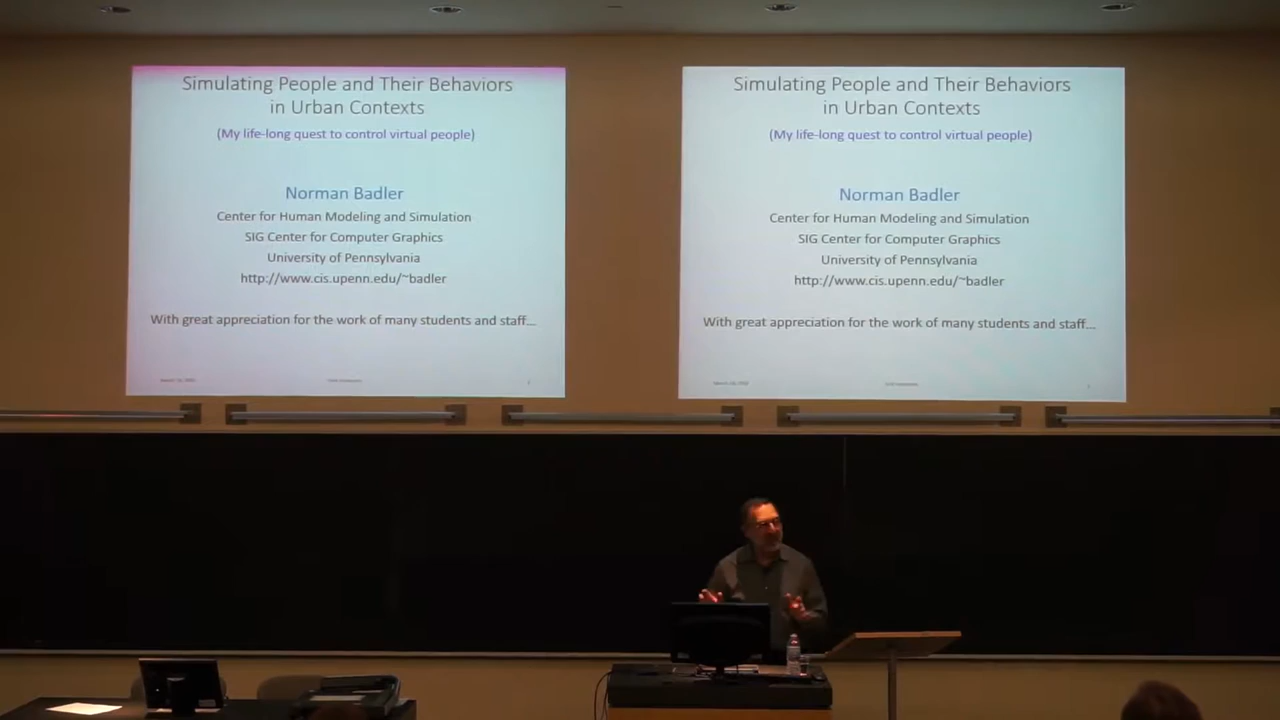 Simulating People and Their Behaviors
in Urban Contexts
(My life-long quest to control virtual people)
Norman Badler
Center for Human Modeling and Simulation
SIG Center for Computer Graphics
University of Pennsylvania
http://www.cis.upenn.edu/~badler
With great appreciation for the work of many students and staff...
Simulating People and Their Behaviors
in Urban Contexts
(My life-long quest to control virtual people)
Norman Badler
Center for Human Modeling and Simulation
SIG Center for Computer Graphics
University of Pennsylvania
http://www.cis.upenn.edu/~badler
With great appreciation for the work of many students and staff...